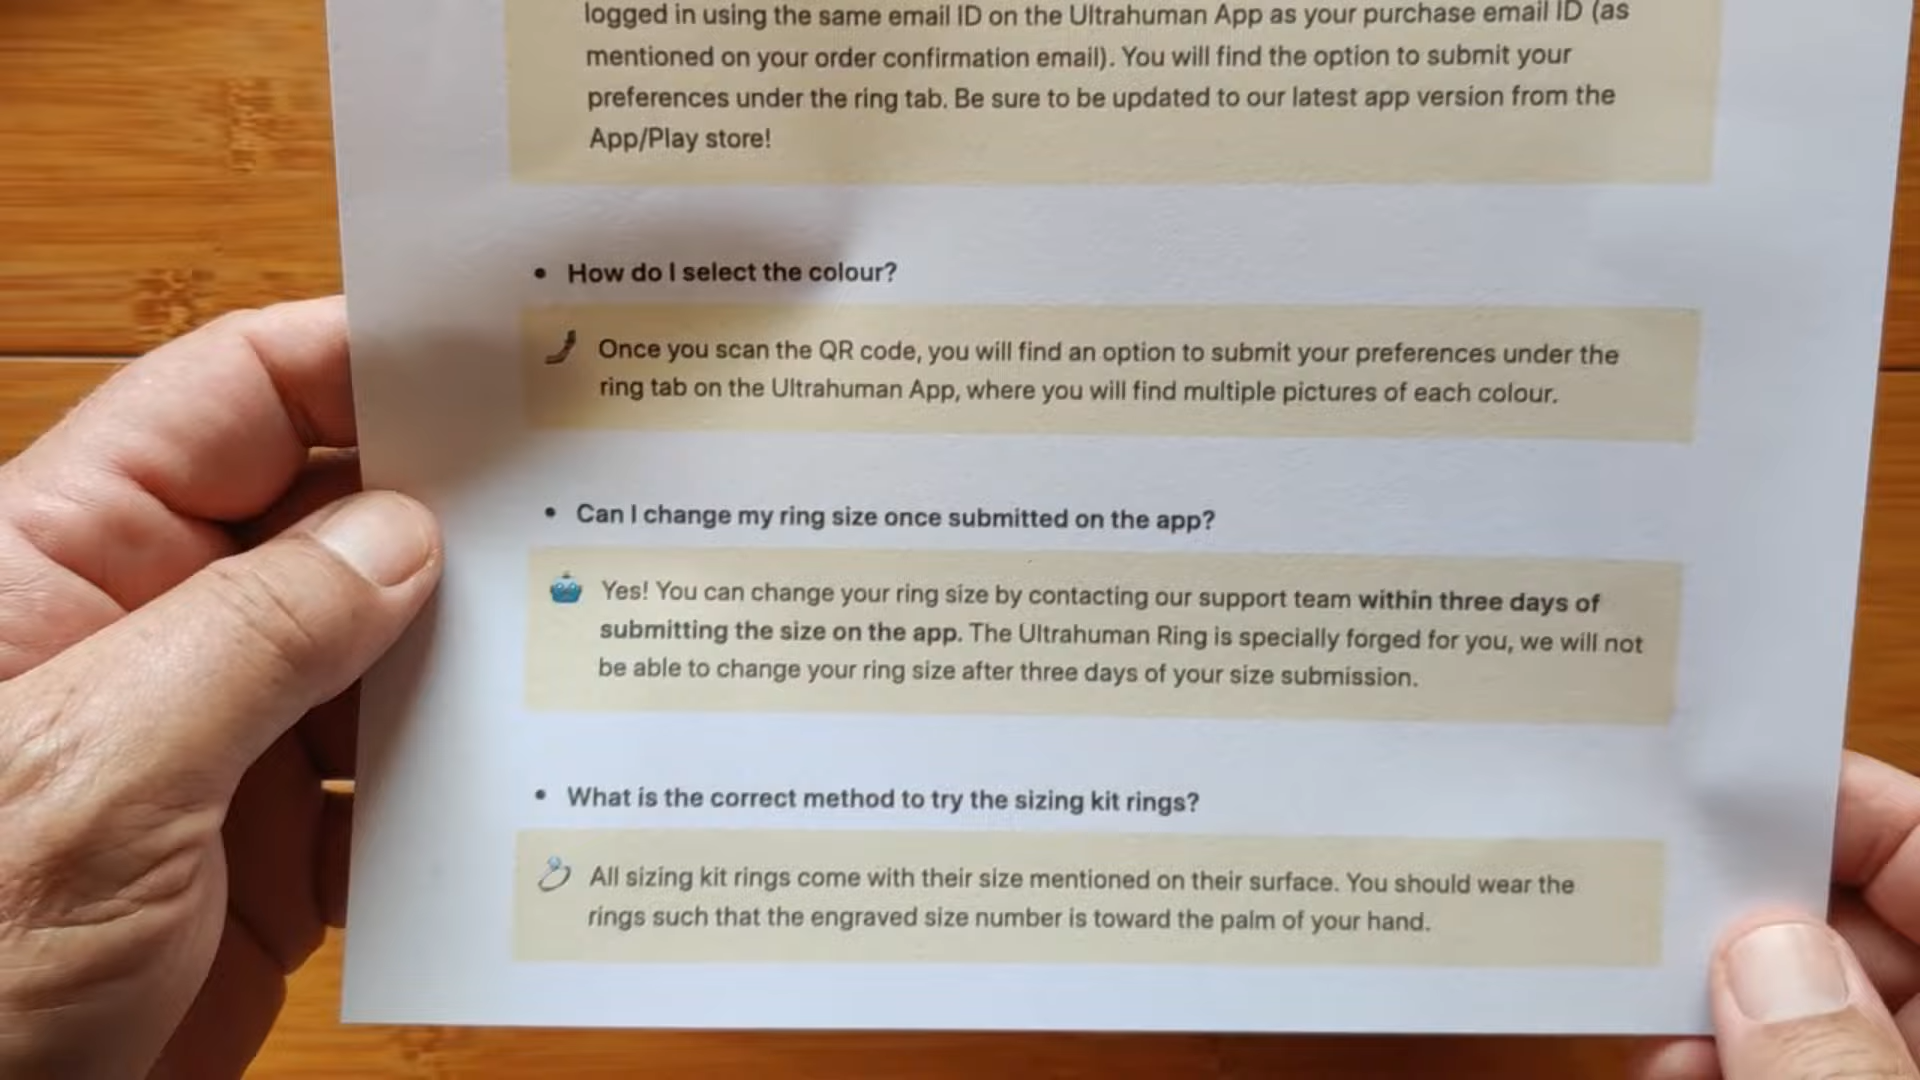 logged in using the same email ID on the Ultrahuman App as your purchase email ID (as
mentioned on your order confirmation email). You will find the option to submit your
preferences under the ring tab. Be sure to be updated to our latest app version from the
App/Play store!
• How do I select the colour?
Once you scan the QR code, you will find an option to submit your preferences under the
ring tab on the Ultrahuman App, where you will find multiple pictures of each colour.
• Can I change my ring size once submitted on the app?
Yes! You can change your ring size by contacting our support team within three days of
submitting the size on the app. The Ultrahuman Ring is specially forged for you, we will not
be able to change your ring size after three days of your size submission.
• What is the correct method to try the sizing kit rings?
All sizing kit rings come with their size mentioned on their surface. You should wear the
rings such that the engraved size number is toward the palm of your hand.